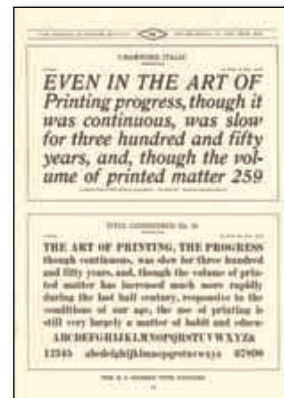 CRAWFORD ITALIC
EVEN IN THE ART OF
Printing progress, though it
was continuous, was slow
for three hundred and fifty
years, and, though the vol-
ume of printed matter 259
TITLE CONDENSED No.
THE ART OF PRINTING, THE PROGRESS
though continuous, was slow for three hundred
and fifty years, and, though the volume of prin-
ted matter has increased much more rapidly
during the last half century, responsive to the
conditions of our age, the use of printing is
still very largely a matter of habit and educa-
ABCDEFGHIJKLMNOPQRSTUVWXYZ&
12345 abcdefghijklmnopqrstuvwxyz 67890